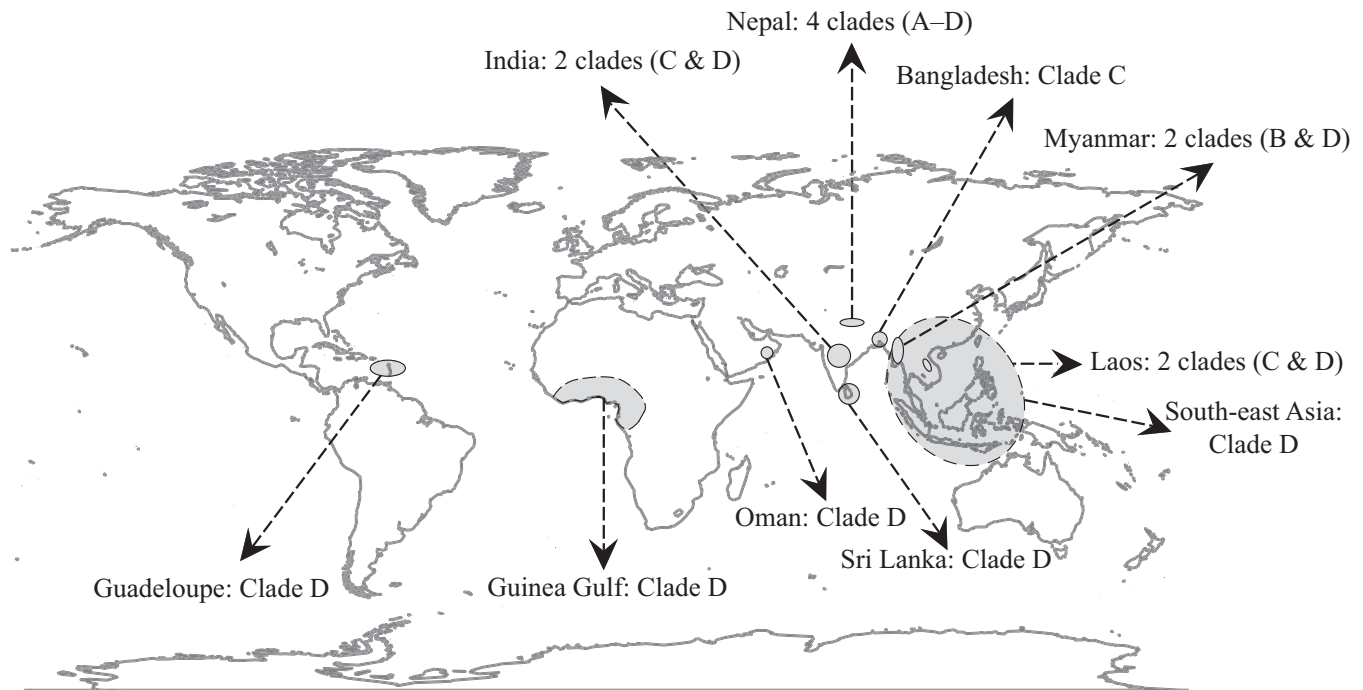 Nepal: 4 clades (A–D)
India: 2 clades (C & D)
Bangladesh: Clade C
Myanmar: 2 clades (B & D)
Laos: 2 clades (C & D)
South-east Asia:
Clade D
Oman: Clade D
Sri Lanka: Clade D
Guadeloupe: Clade D
Guinea Gulf: Clade D